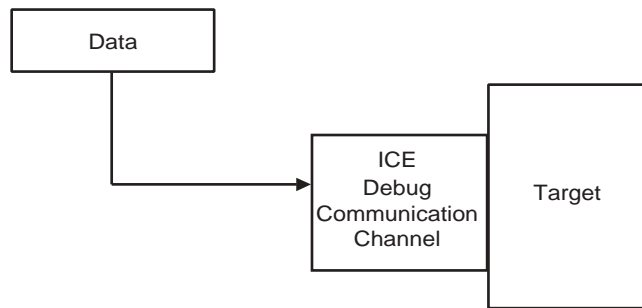 Data
ICE
Debug
Communication
Channel
Target